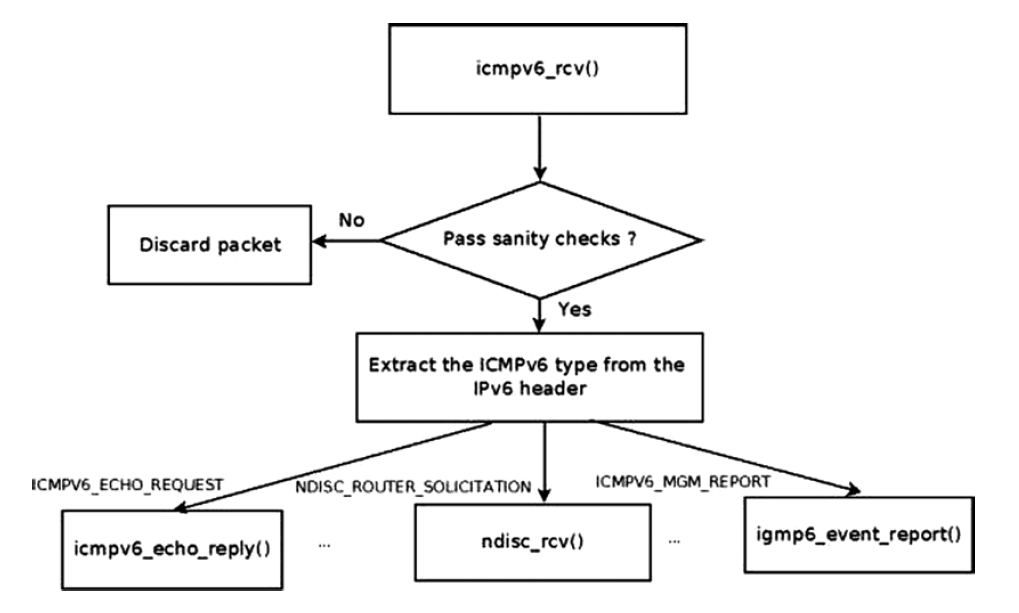 icmpv6_rcv()
No
Pass sanity checks ?
Discard packet
Yes
Extract the ICMPv6 type from the
IPv6 header
ICMPV6_ECHO_REQUEST
NDISC_ROUTER_SOLICITATION
ICMPV6_MGM_REPORT
icmpv6_echo_reply()
...
ndisc_rcv()
...
igmp6_event_report()